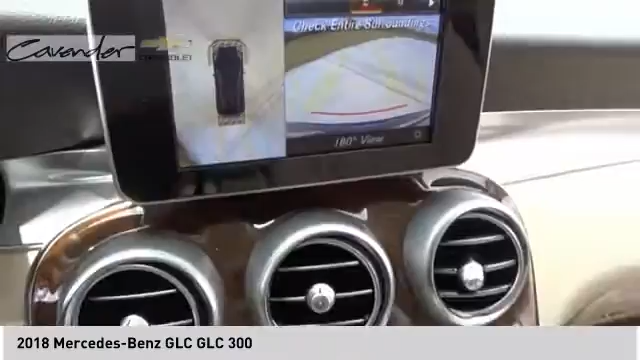 Cavender
CHEVROLET
Check Entire Surroundings
180° View
2018 Mercedes-Benz GLC GLC 300